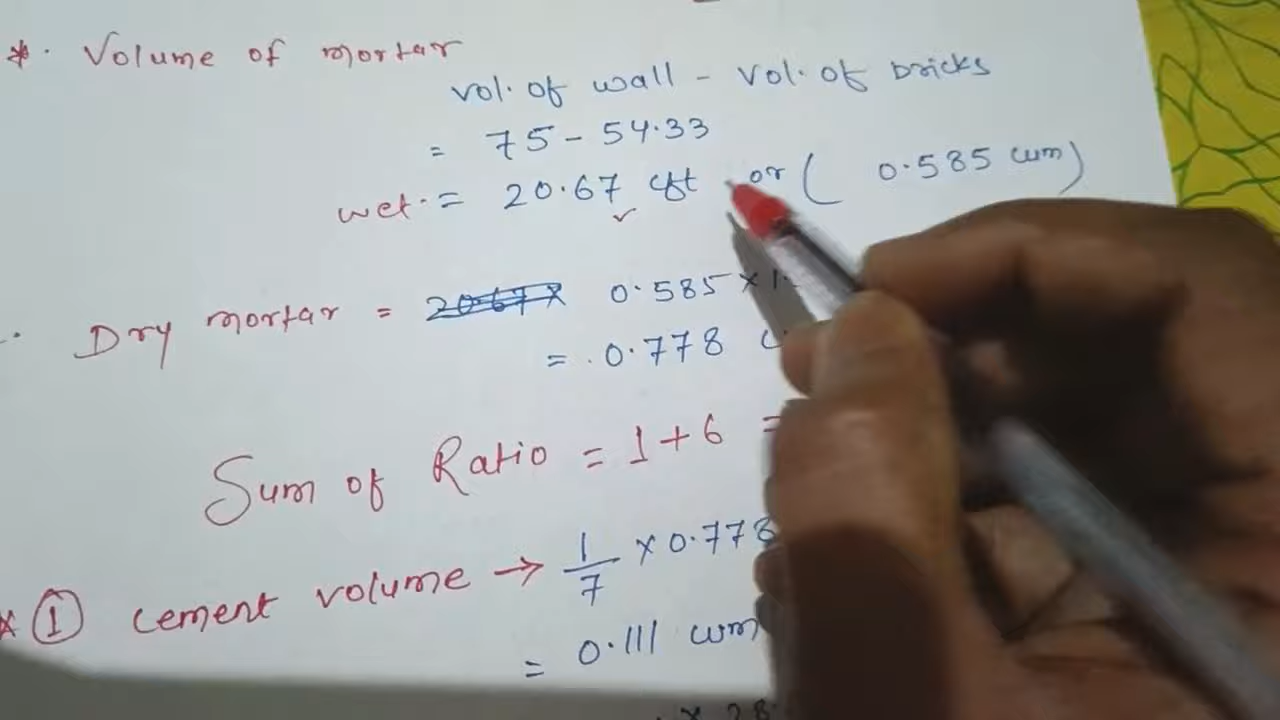 *. Volume of mortar
vol. of wall - vol. of bricks
= 75 - 54.33
wet. = 20.67 cft or ( 0.585 cum)
Dry mortar = 0.585 × 1.
= 0.778
Sum of Ratio = 1 + 6 =
① cement volume → 1/7 × 0.778
= 0.111 cum